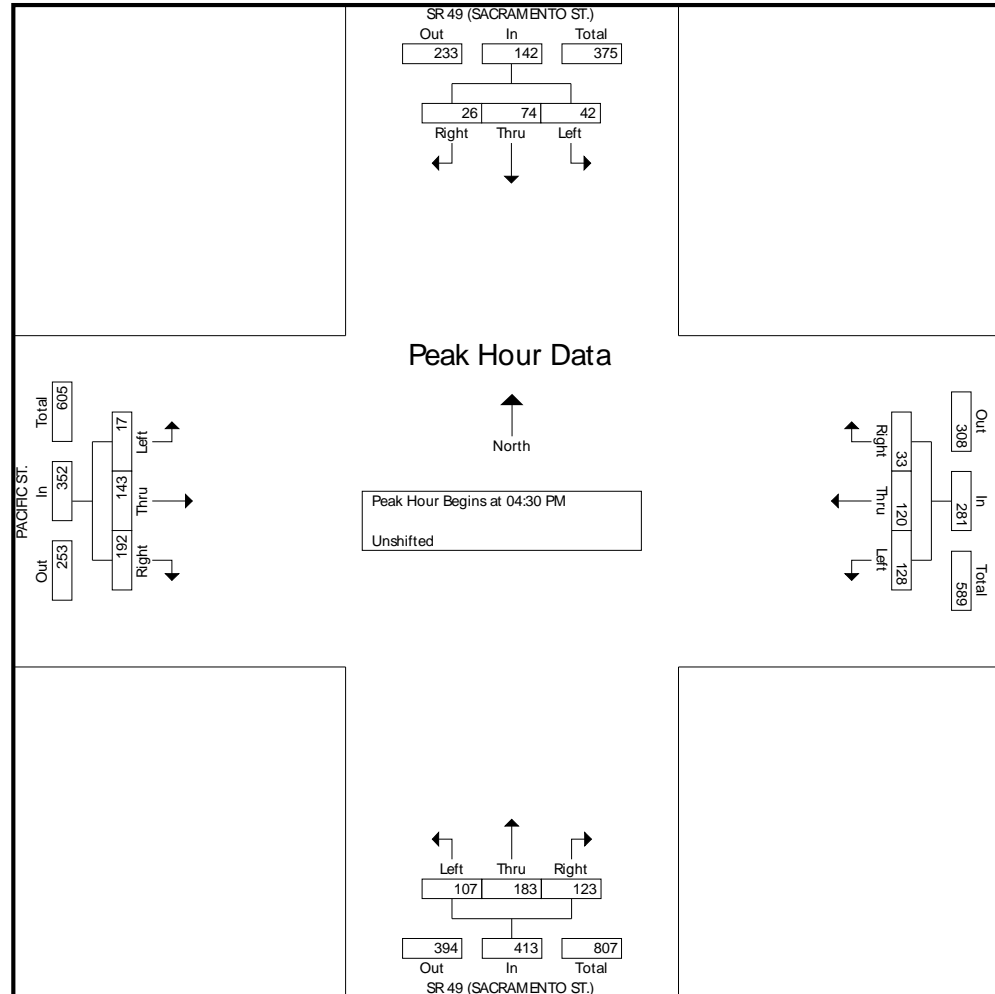 SR 49 (SACRAMENTO ST.)
Out In Total
233 142 375
26 74 42
Right Thru Left
Peak Hour Data
North
Peak Hour Begins at 04:30 PM
Unshifted
PACIFIC ST.
Total In Out
605 352 253
17 143 192
Left Thru Right
Right Thru Left
33 120 128
308 281 589
Out In Total
Left Thru Right
107 183 123
394 413 807
Out In Total
SR 49 (SACRAMENTO ST.)